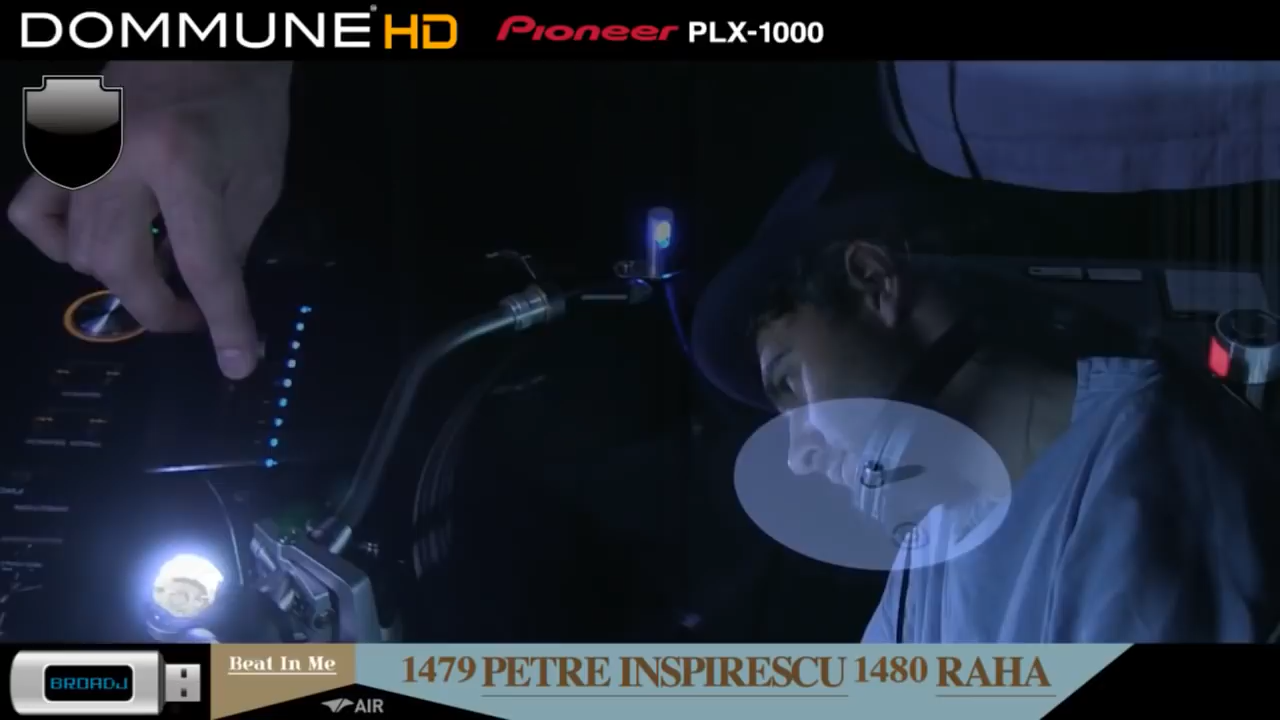 DOMMUNE HD Pioneer PLX-1000
BROADJ Beat In Me 1479 PETRE INSPIRESCU 1480 RAHA
AIR